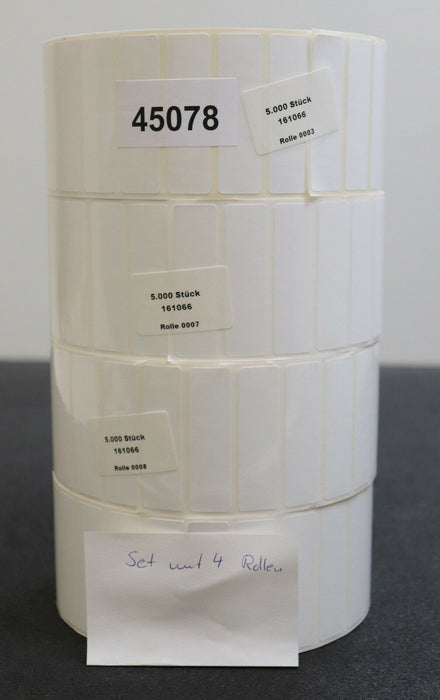 45078
5.000 Stück
161066
Rolle 0003
5.000 Stück
161066
Rolle 0007
5.000 Stück
161066
Rolle 0008
Set mit 4 Rollen